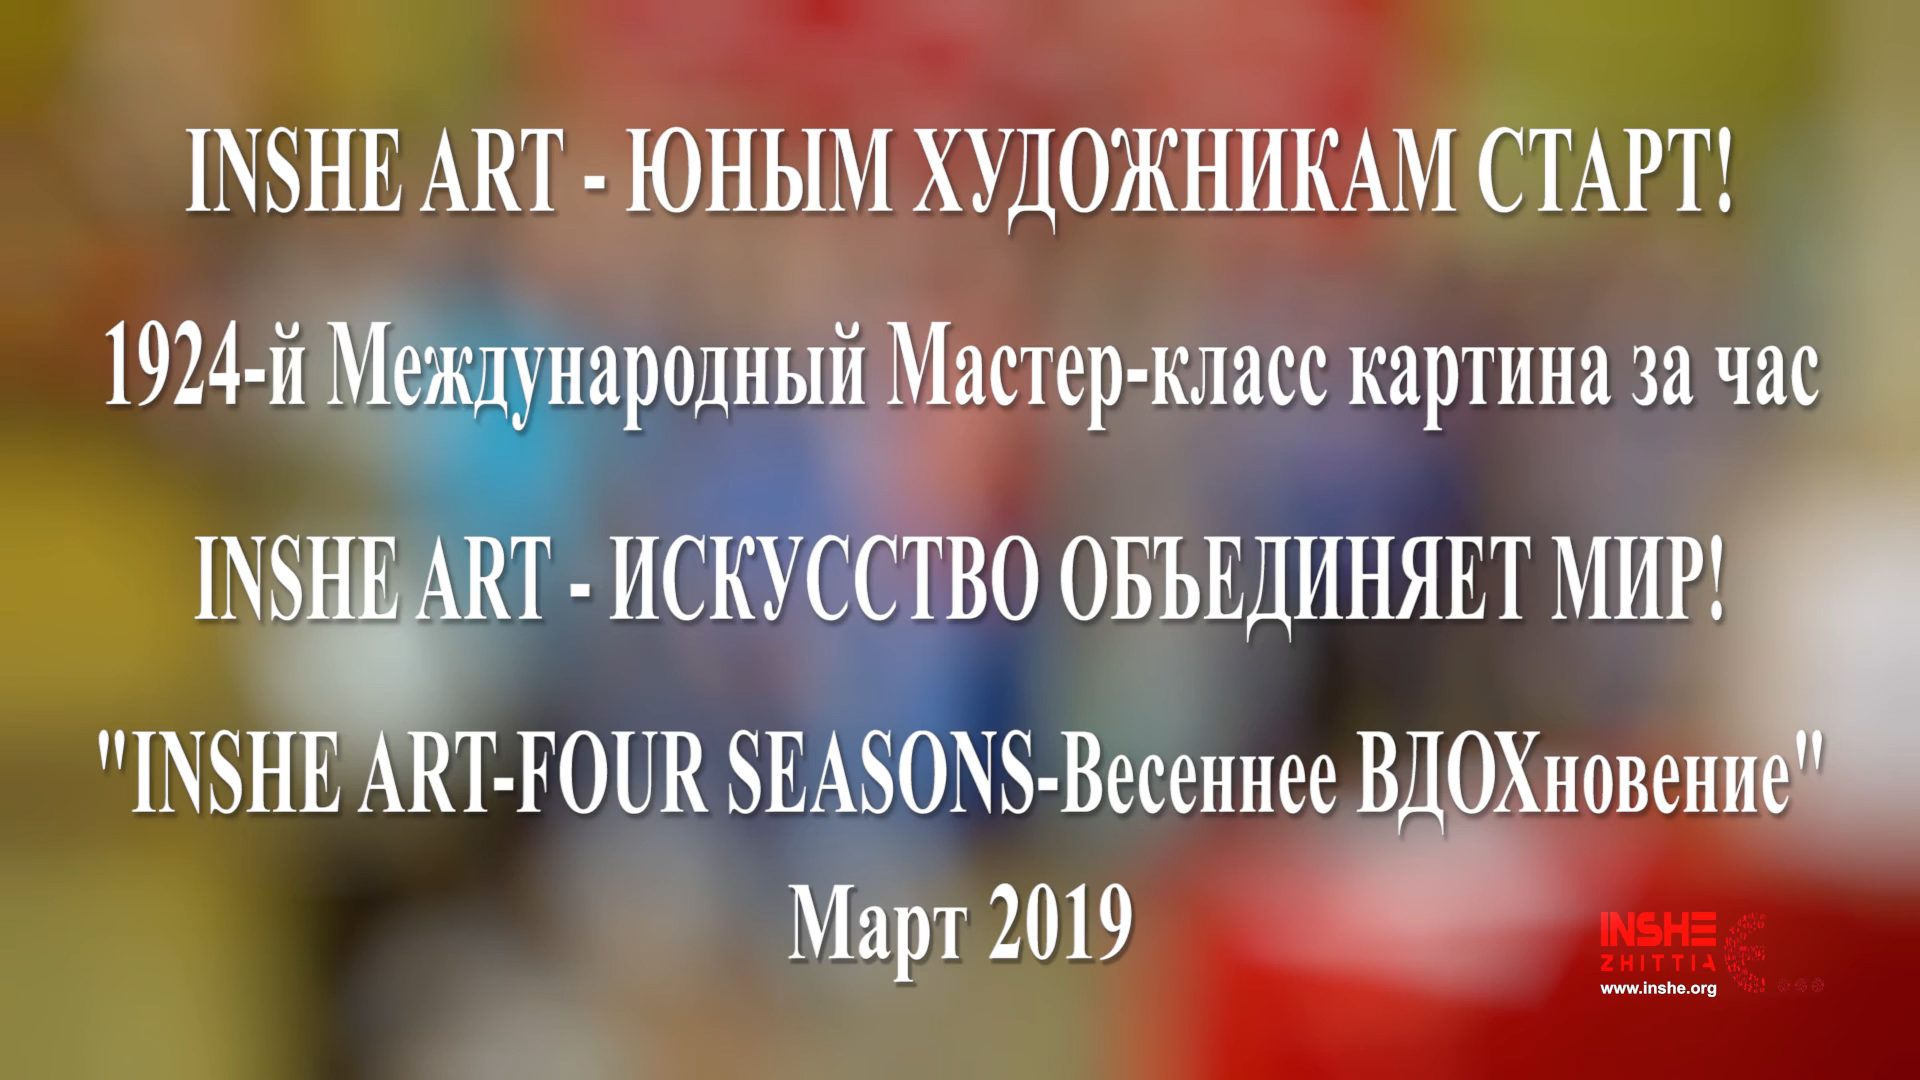 INSHE ART - ЮНЫМ ХУДОЖНИКАМ СТАРТ!
1924-й Международный Мастер-класс картина за час
INSHE ART - ИСКУССТВО ОБЪЕДИНЯЕТ МИР!
"INSHE ART-FOUR SEASONS-Весеннее ВДОХновение"
Март 2019
INSHE
ZHITTIA
www.inshe.org